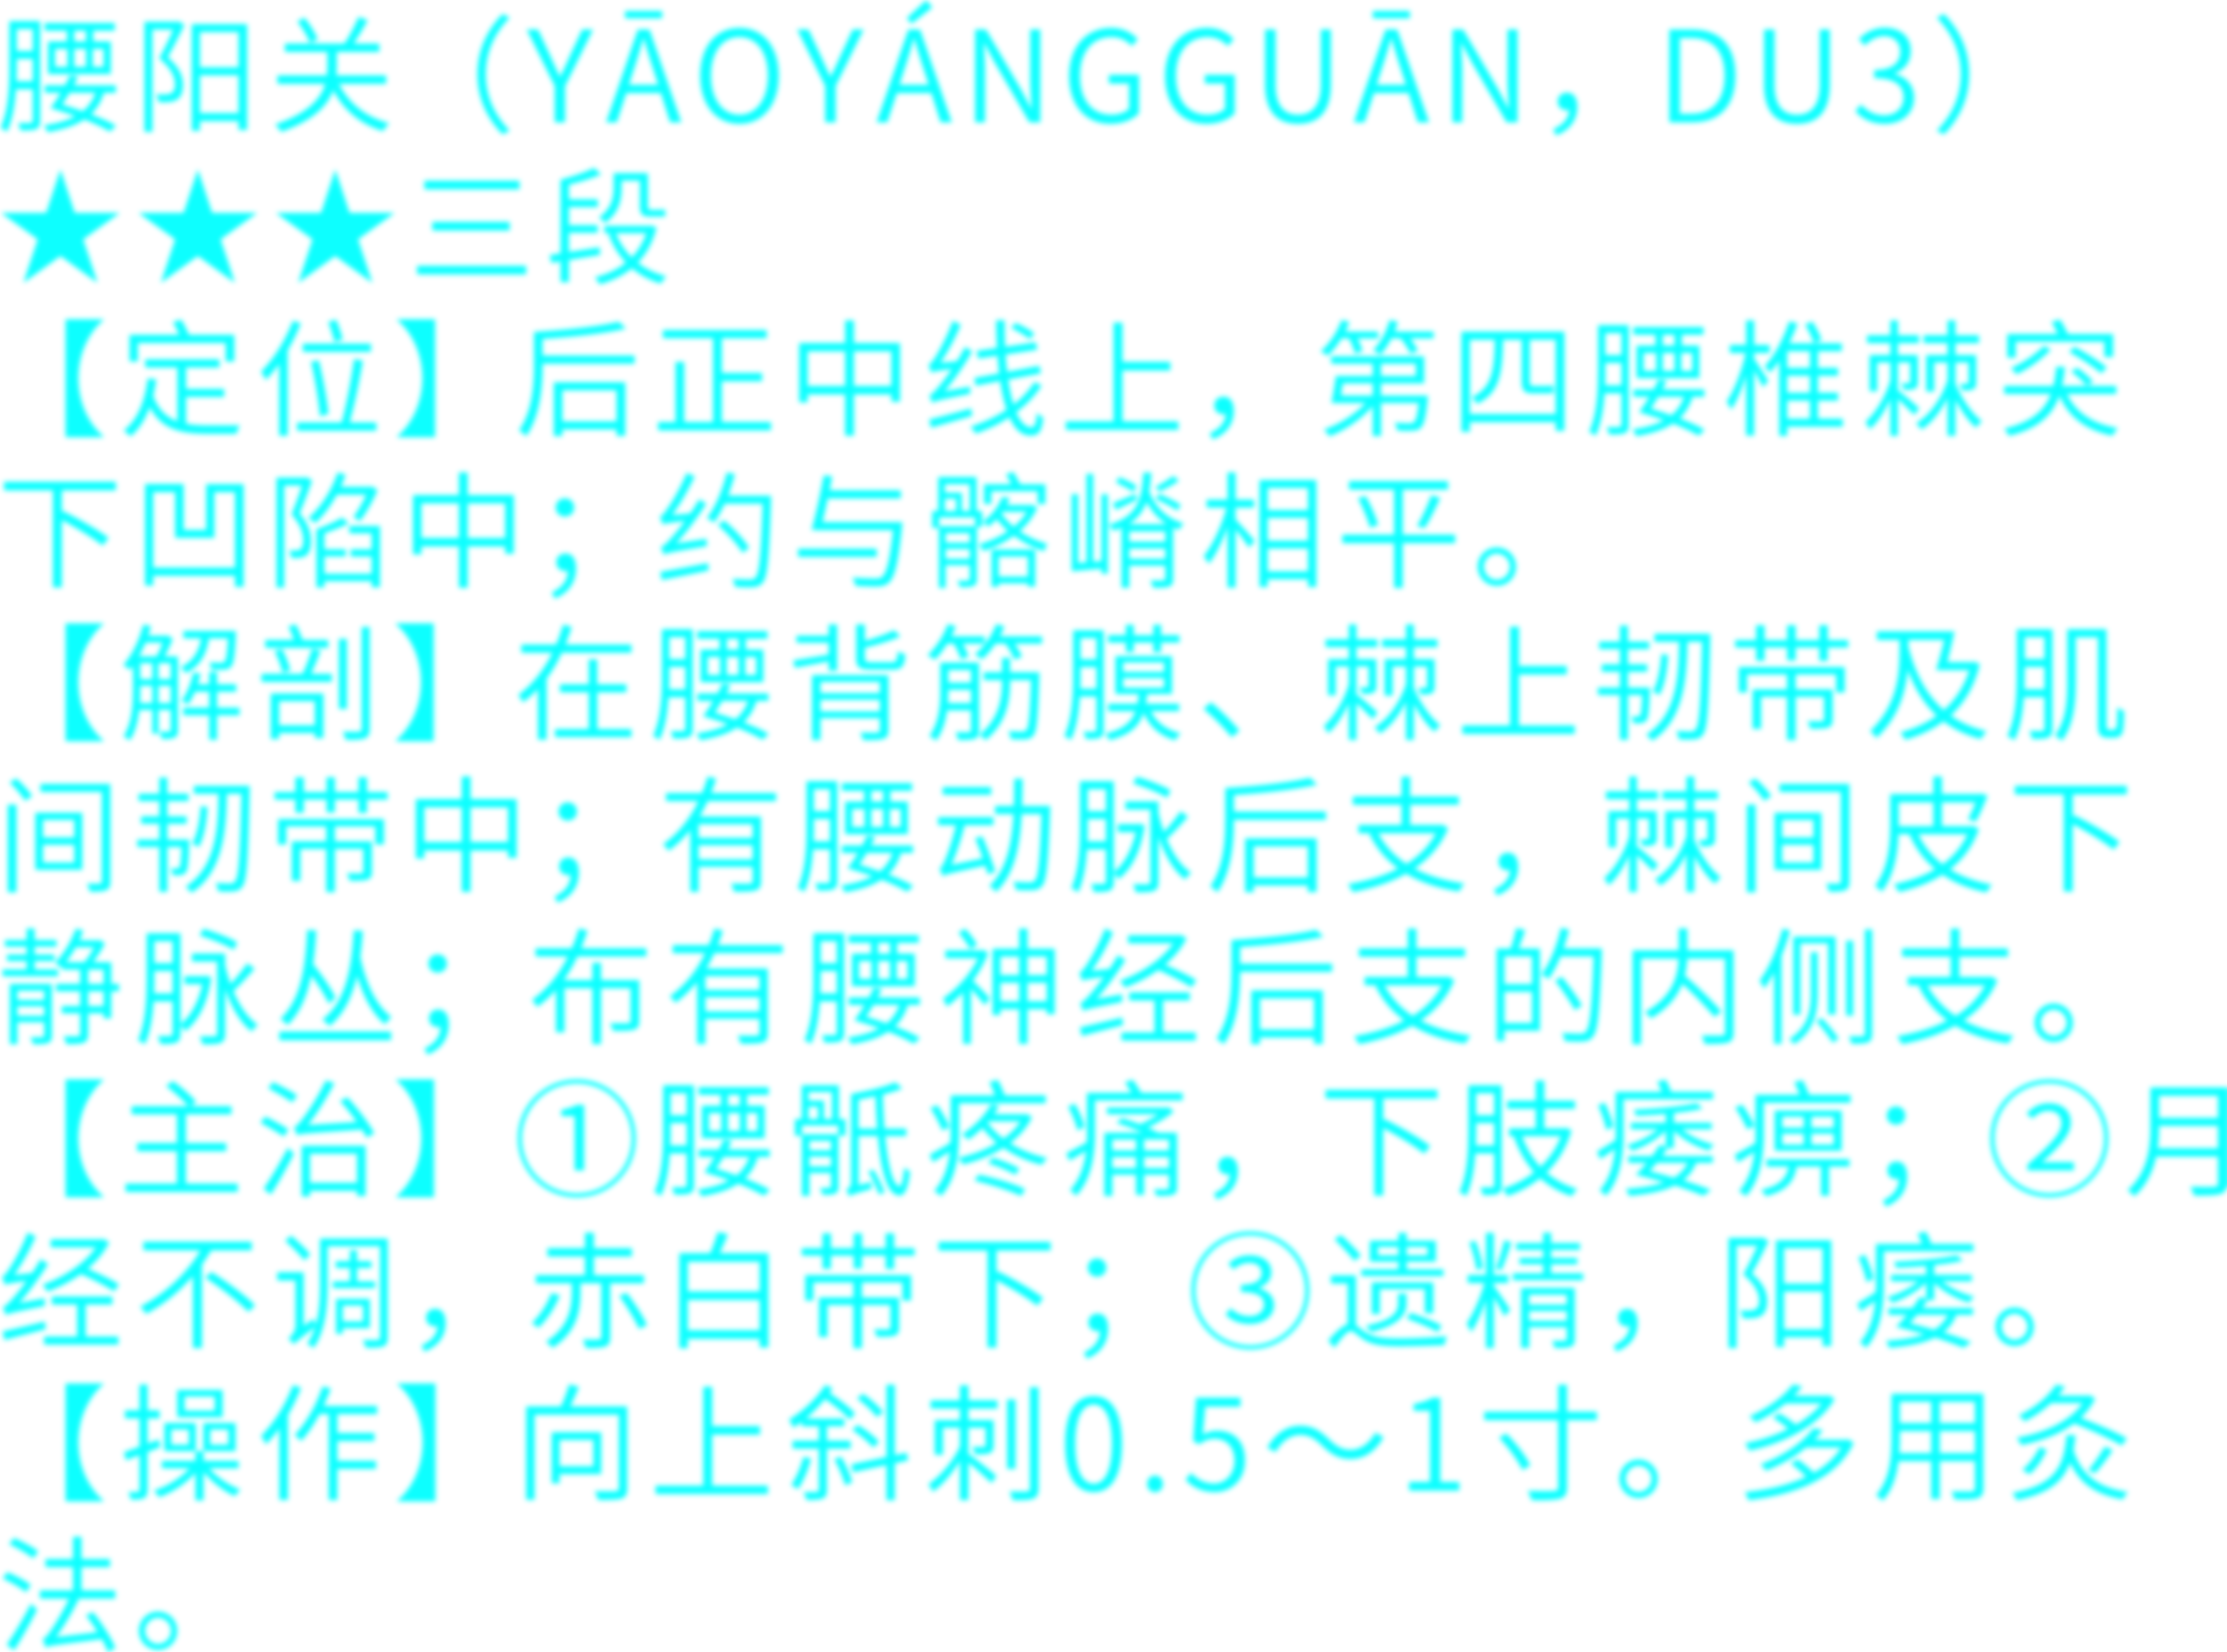 腰阳关（YĀOYÁNGGUĀN，DU3）
★★★三段
【定位】后正中线上，第四腰椎棘突
下凹陷中；约与髂嵴相平。
【解剖】在腰背筋膜、棘上韧带及肌
间韧带中；有腰动脉后支，棘间皮下
静脉丛；布有腰神经后支的内侧支。
【主治】①腰骶疼痛，下肢痿痹；②月
经不调，赤白带下；③遗精，阳痿。
【操作】向上斜刺0.5～1寸。多用灸
法。